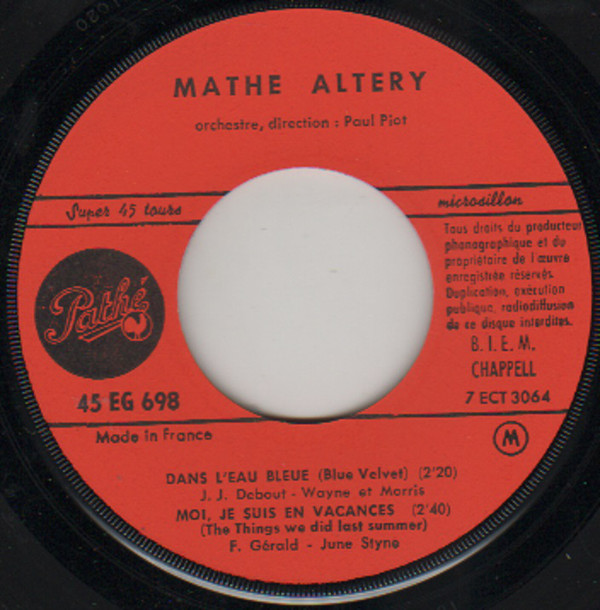 MATHE ALTERY
orchestre, direction : Paul Piot
Super 45 tours
microsillon
Tous droits du producteur
phonographique et du
propriétaire de l'œuvre
enregistrée réservés.
Duplication, exécution
publique, radiodiffusion
de ce disque interdites.
Pathé
B. I. E. M.
CHAPPELL
45 EG 698
7 ECT 3064
Made in France
M
DANS L'EAU BLEUE (Blue Velvet) (2'20)
J. J. Debout - Wayne et Morris
MOI, JE SUIS EN VACANCES (2'40)
(The Things we did last summer)
F. Gérald - June Styne